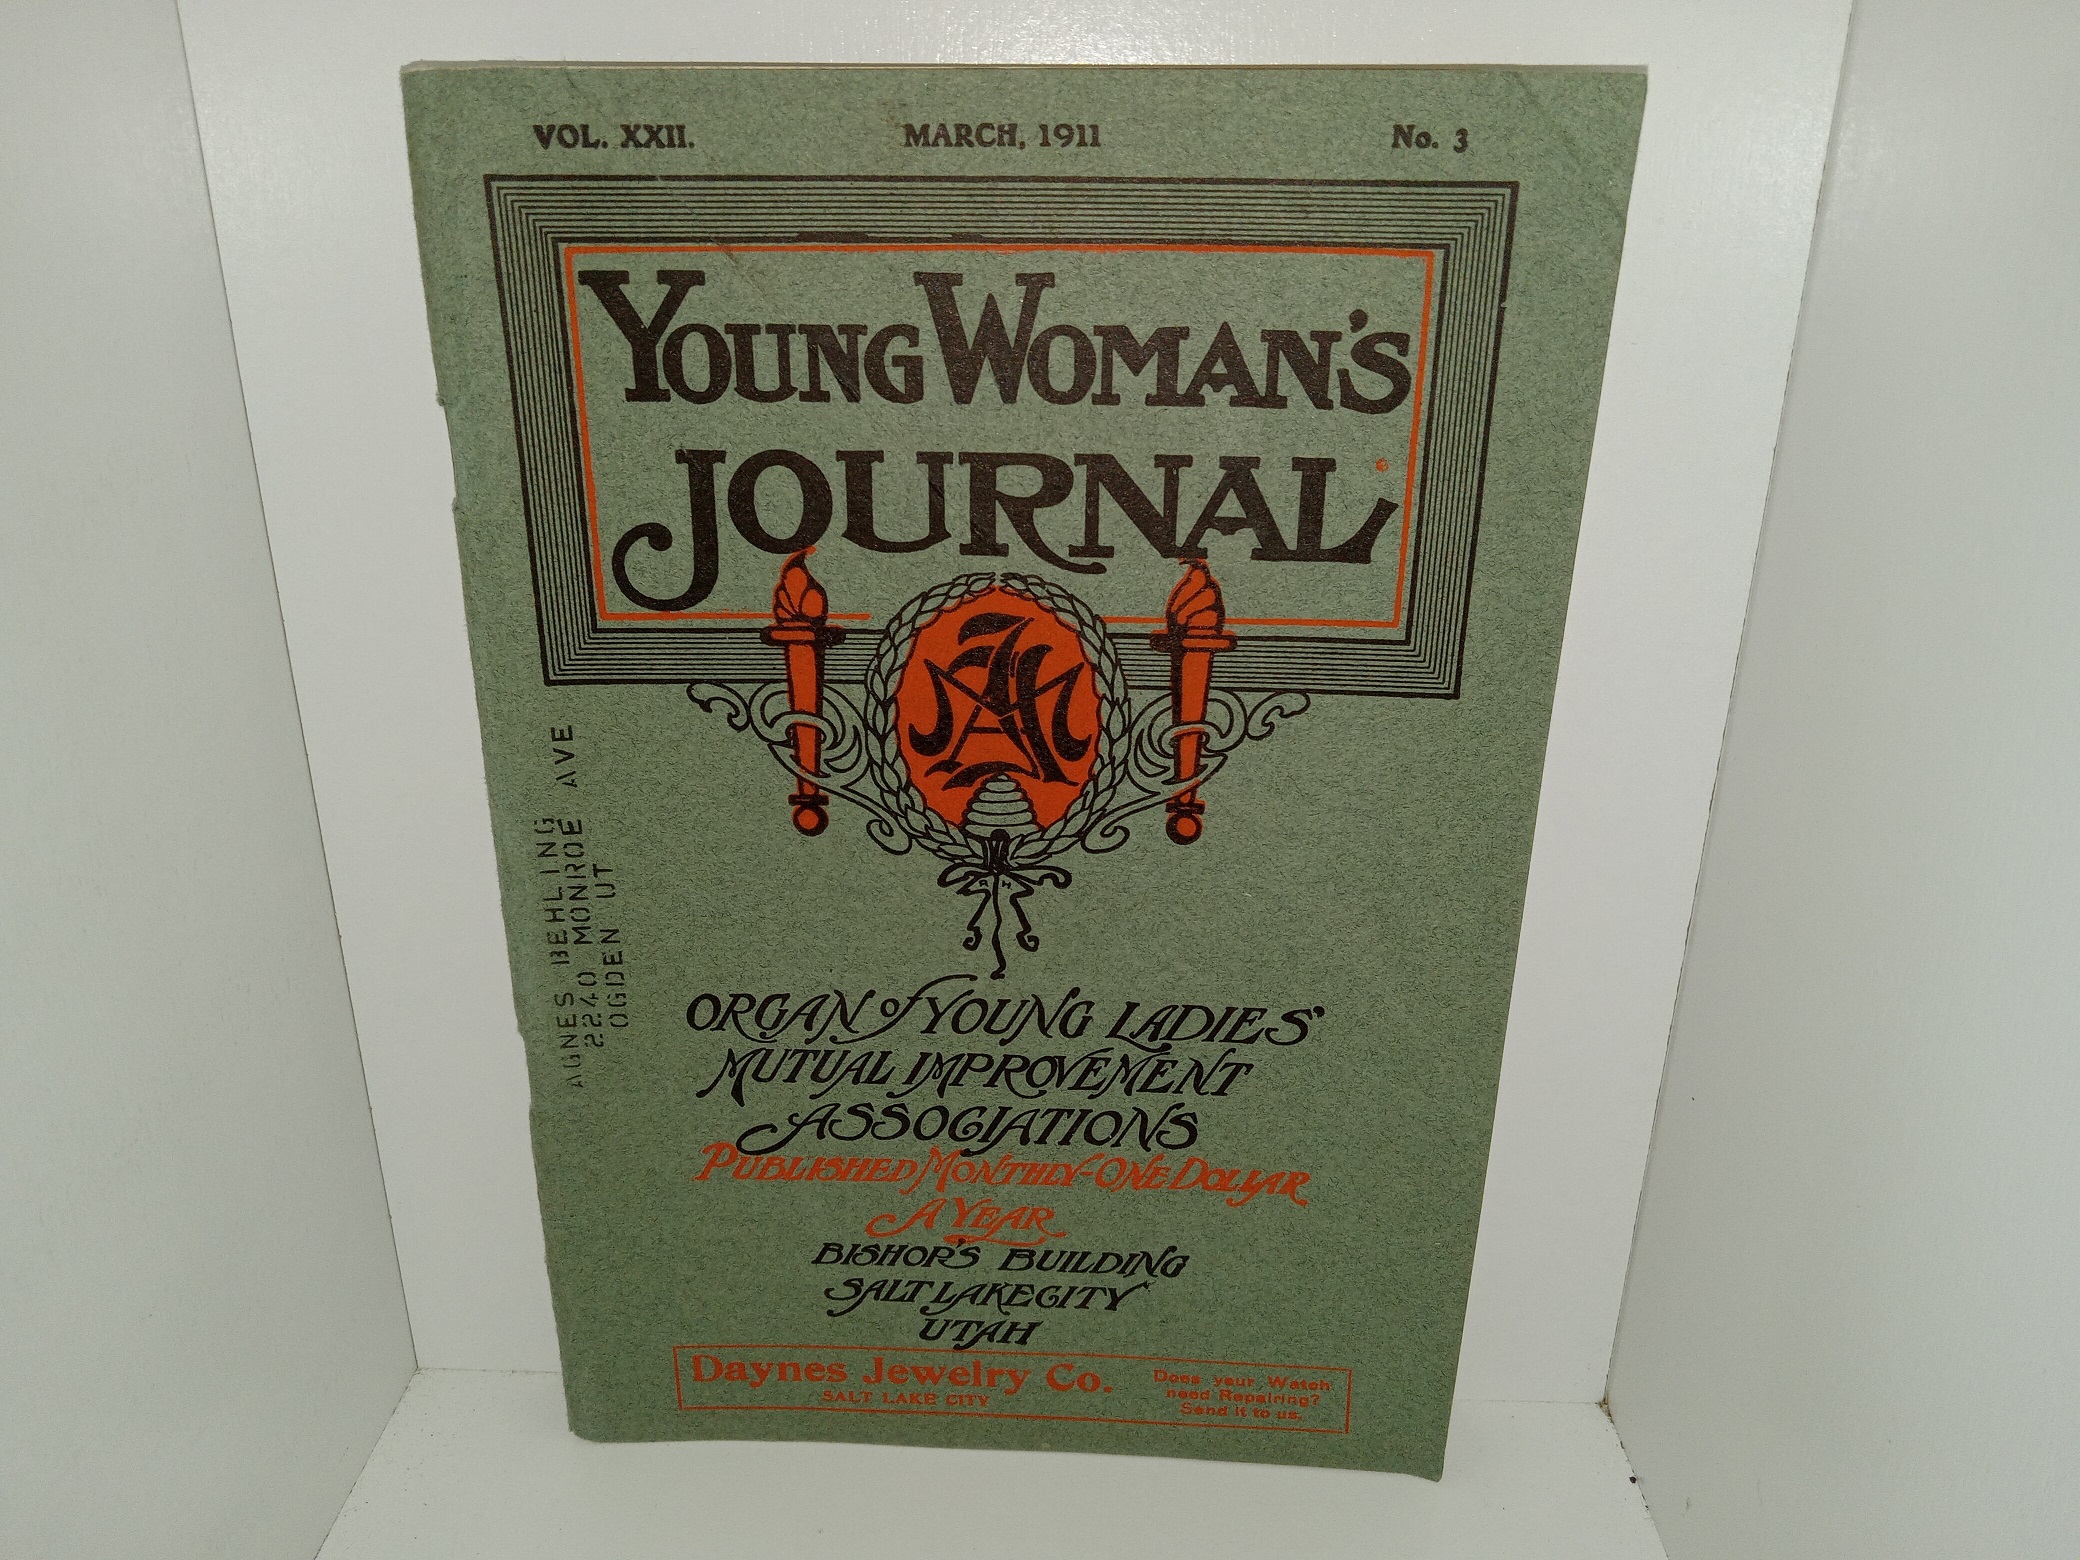 VOL. XXII. MARCH, 1911 No. 3
YOUNG WOMAN'S
JOURNAL
AGNES BEHLING
2240 MONROE AVE
OGDEN UT
ORGAN of YOUNG LADIES'
MUTUAL IMPROVEMENT
ASSOCIATIONS
PUBLISHED MONTHLY-ONE DOLLAR
A YEAR
BISHOP'S BUILDING
SALT LAKE CITY
UTAH
Daynes Jewelry Co.
SALT LAKE CITY
Does your Watch
need Repairing?
Send it to us.